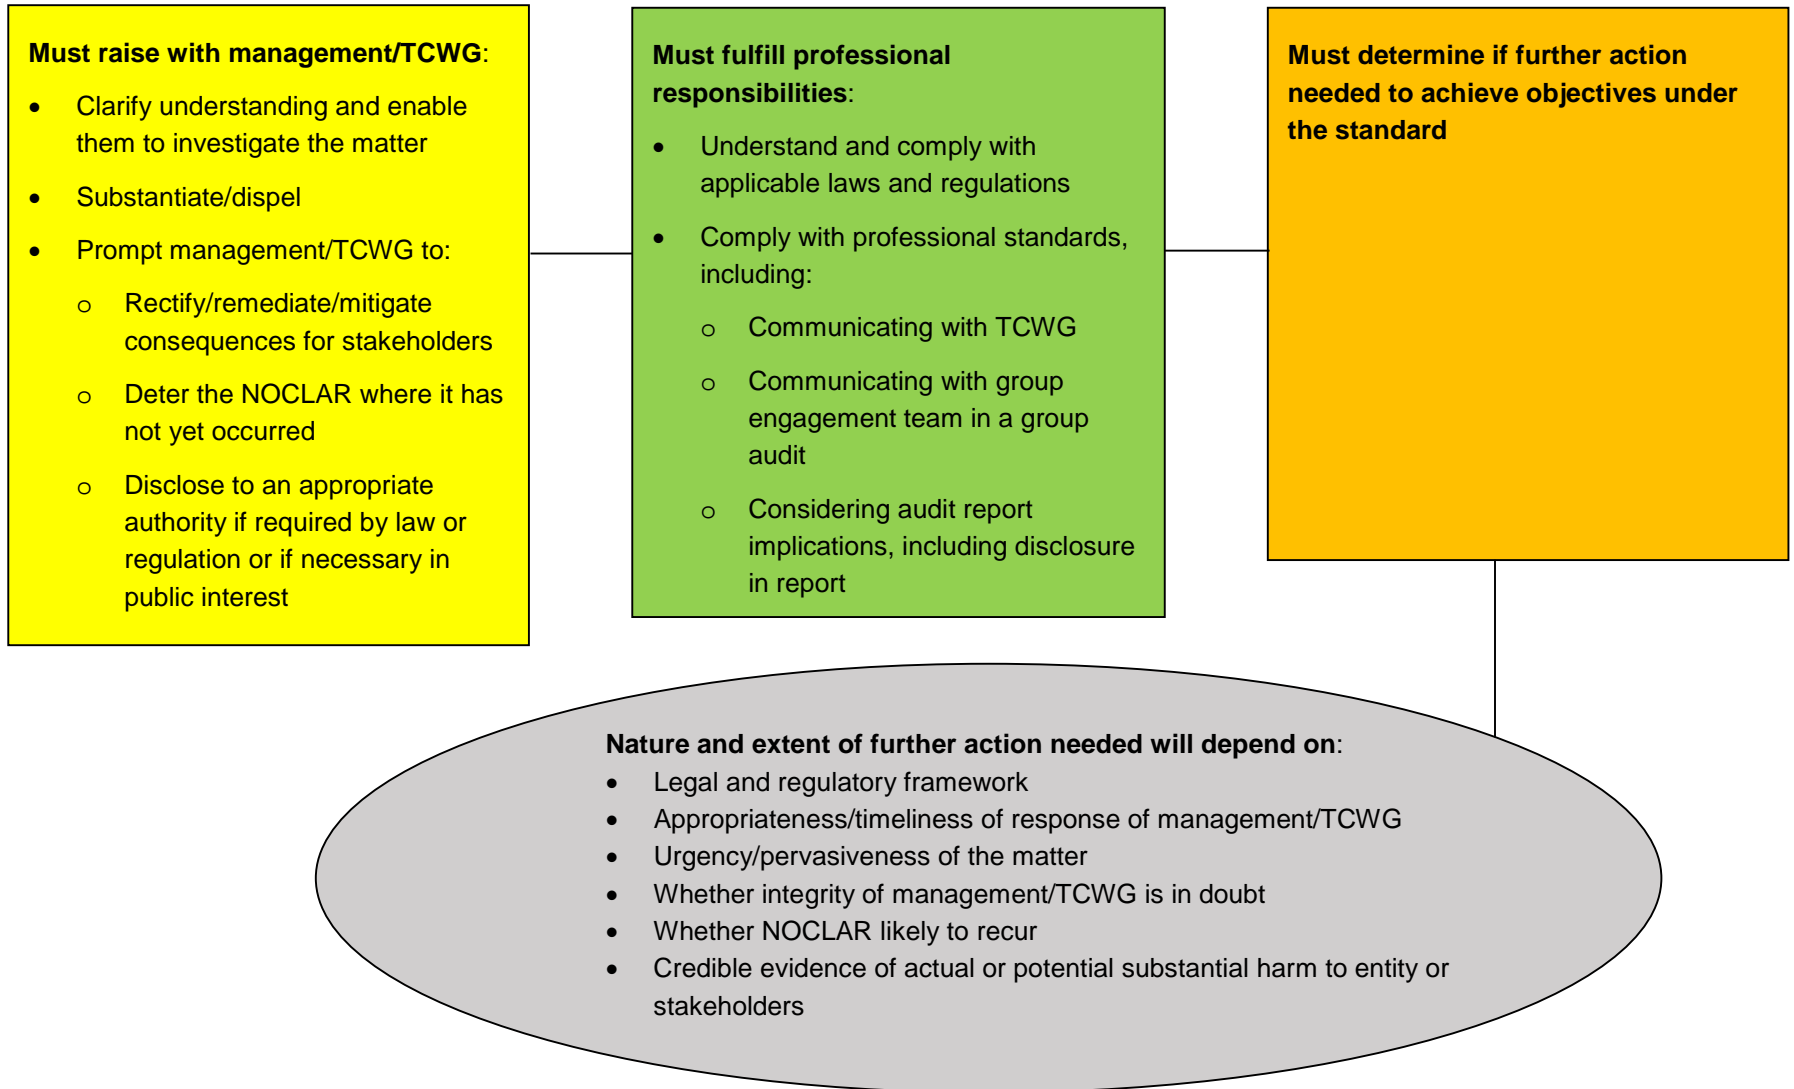 Must raise with management/TCWG:
• Clarify understanding and enable
them to investigate the matter
• Substantiate/dispel
• Prompt management/TCWG to:
o Rectify/remediate/mitigate
consequences for stakeholders
o Deter the NOCLAR where it has
not yet occurred
o Disclose to an appropriate
authority if required by law or
regulation or if necessary in
public interest
Must fulfill professional
responsibilities:
• Understand and comply with
applicable laws and regulations
• Comply with professional standards,
including:
o Communicating with TCWG
o Communicating with group
engagement team in a group
audit
o Considering audit report
implications, including disclosure
in report
Must determine if further action
needed to achieve objectives under
the standard
Nature and extent of further action needed will depend on:
• Legal and regulatory framework
• Appropriateness/timeliness of response of management/TCWG
• Urgency/pervasiveness of the matter
• Whether integrity of management/TCWG is in doubt
• Whether NOCLAR likely to recur
• Credible evidence of actual or potential substantial harm to entity or
stakeholders